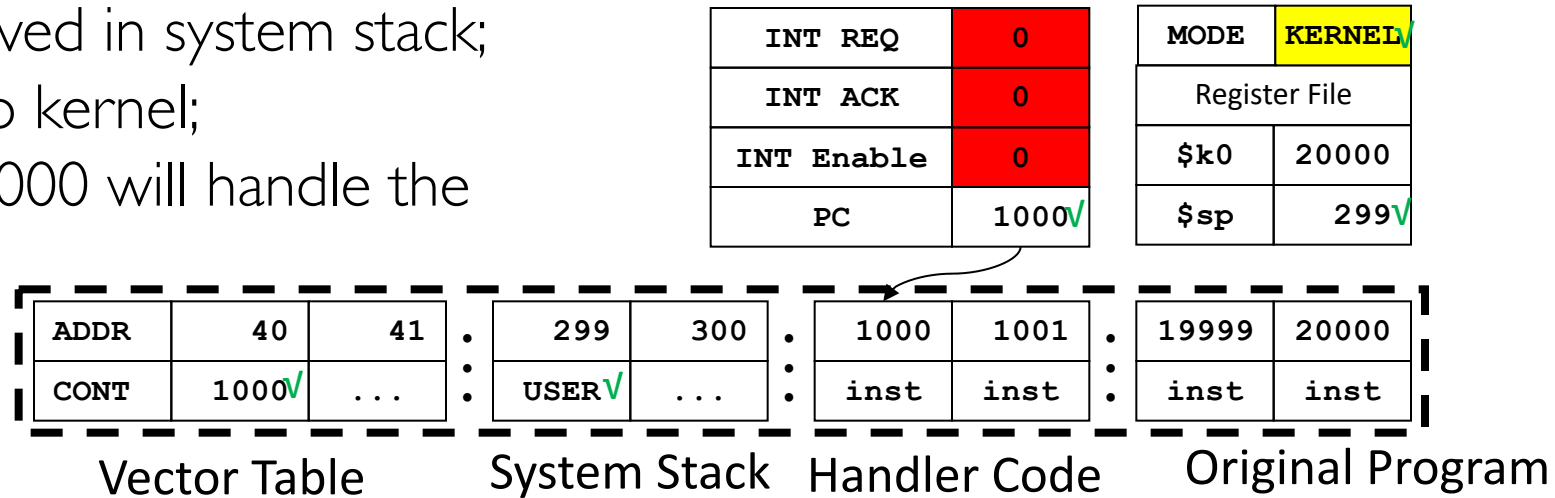 ved in system stack;
o kernel;
000 will handle the
INT REQ 0
INT ACK 0
INT Enable 0
PC 1000√
MODE KERNEL√
Register File
$k0 20000
$sp 299√
ADDR 40 41 : 299 300 : 1000 1001 : 19999 20000
CONT 1000√ ... : USER√ ... : inst inst : inst inst
Vector Table System Stack Handler Code Original Program